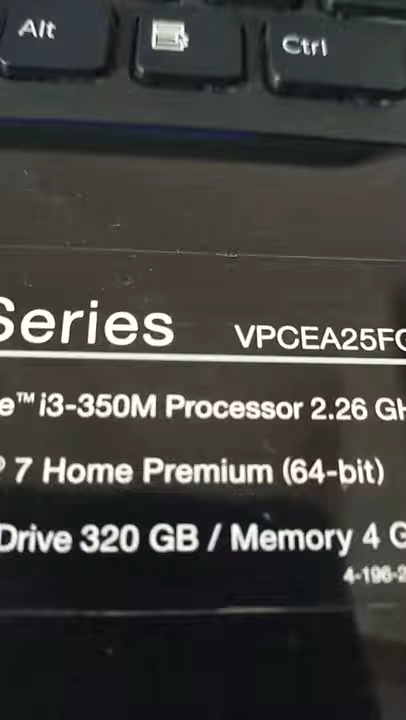 Alt
Ctrl
Series VPCEA25F
e™ i3-350M Processor 2.26 GH
7 Home Premium (64-bit)
Drive 320 GB / Memory 4 G
4-196-2